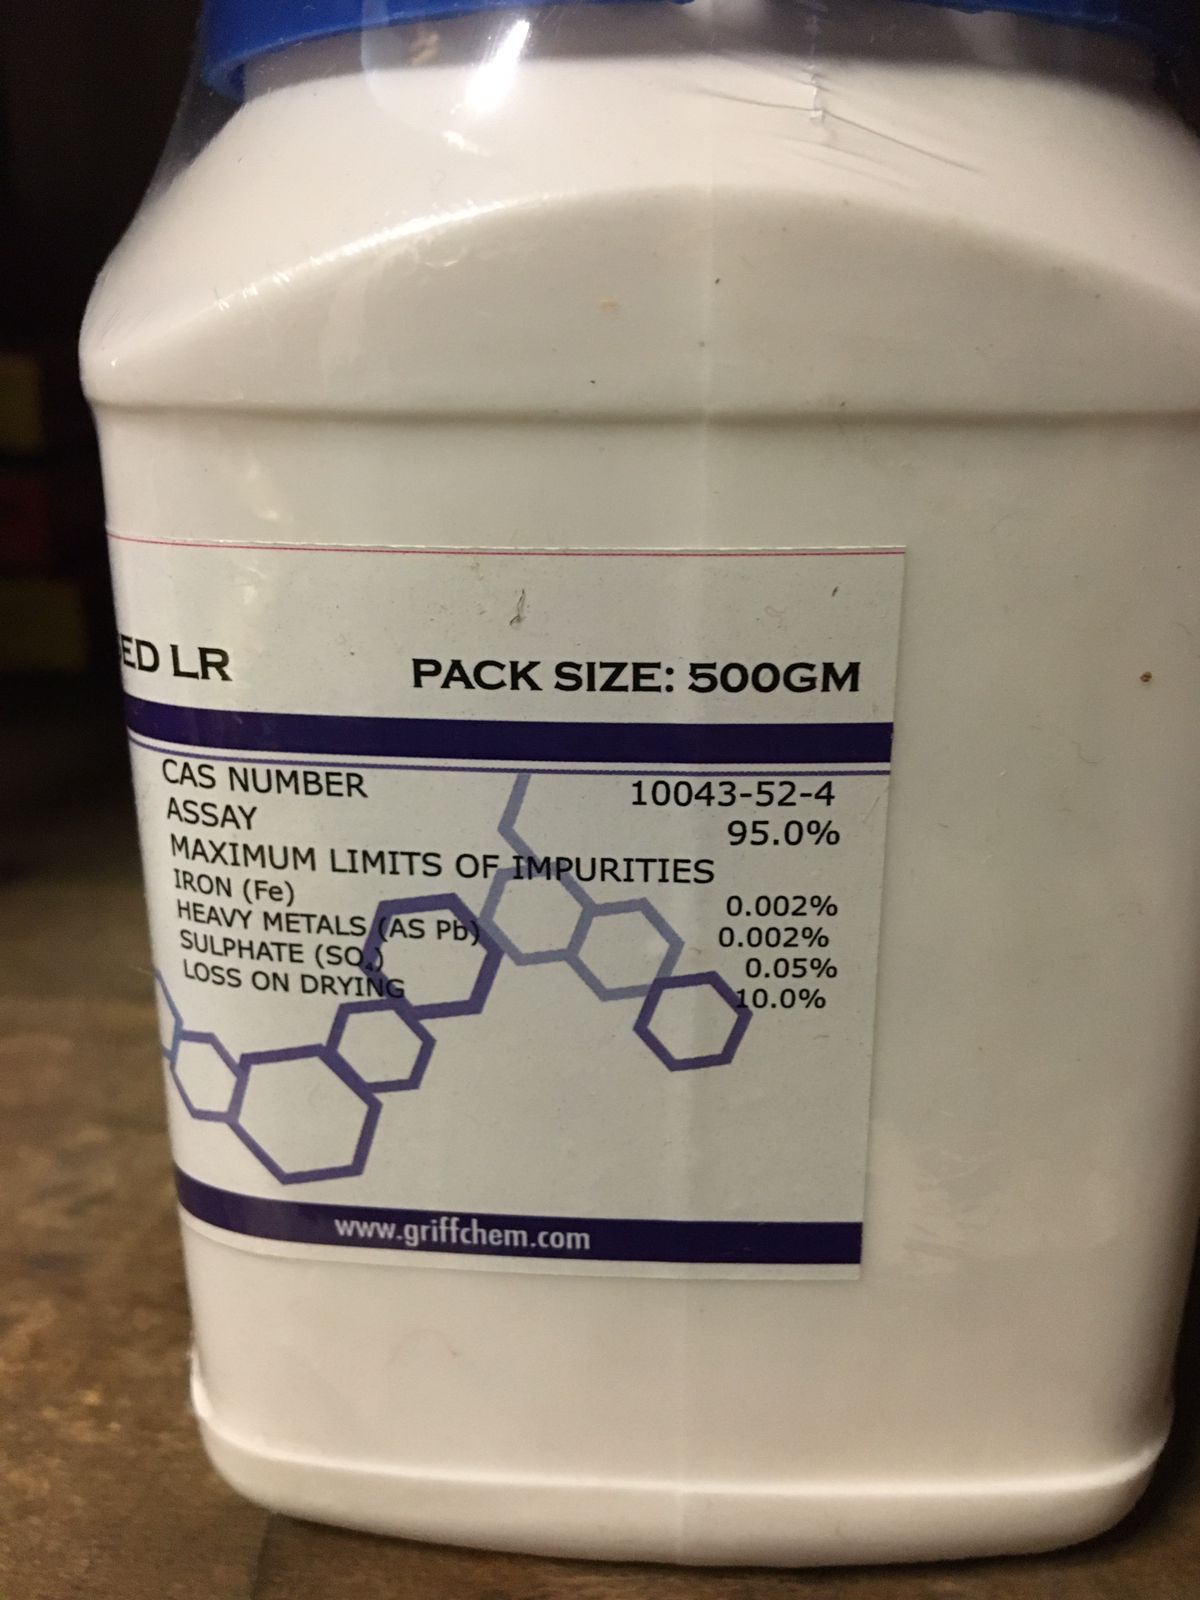 ED LR
PACK SIZE: 500GM
CAS NUMBER 10043-52-4
ASSAY 95.0%
MAXIMUM LIMITS OF IMPURITIES
IRON (Fe) 0.002%
HEAVY METALS (AS Pb) 0.002%
SULPHATE (SO₄) 0.05%
LOSS ON DRYING 10.0%
www.griffchem.com